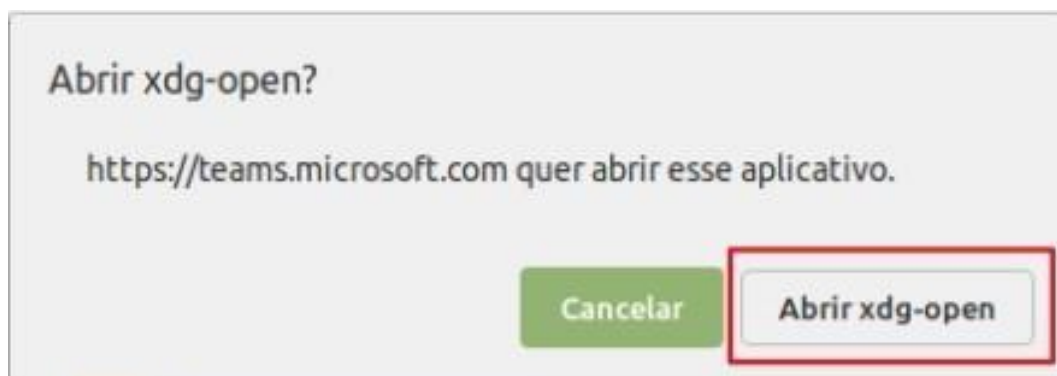 Abrir xdg-open?
https://teams.microsoft.com quer abrir esse aplicativo.
Cancelar
Abrir xdg-open